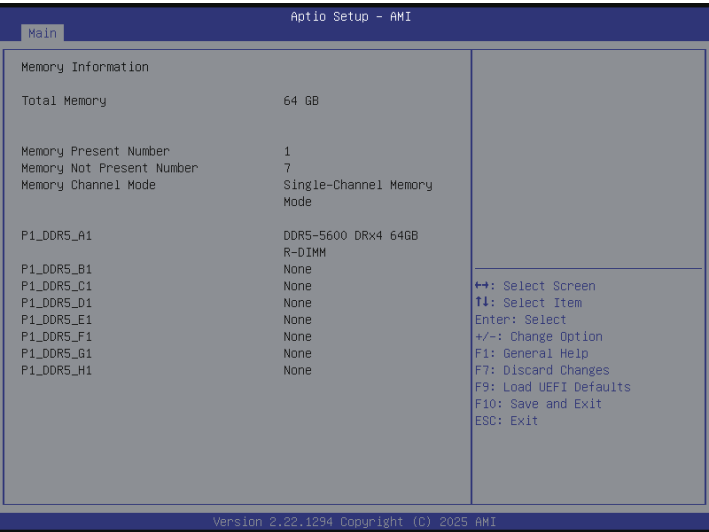 Aptio Setup – AMI
Main
Memory Information
Total Memory 64 GB
Memory Present Number 1
Memory Not Present Number 7
Memory Channel Mode Single-Channel Memory
Mode
P1_DDR5_A1 DDR5-5600 DRx4 64GB
R-DIMM
P1_DDR5_B1 None
P1_DDR5_C1 None
P1_DDR5_D1 None
P1_DDR5_E1 None
P1_DDR5_F1 None
P1_DDR5_G1 None
P1_DDR5_H1 None
↔: Select Screen
↑↓: Select Item
Enter: Select
+/-: Change Option
F1: General Help
F7: Discard Changes
F9: Load UEFI Defaults
F10: Save and Exit
ESC: Exit
Version 2.22.1294 Copyright (C) 2025 AMI